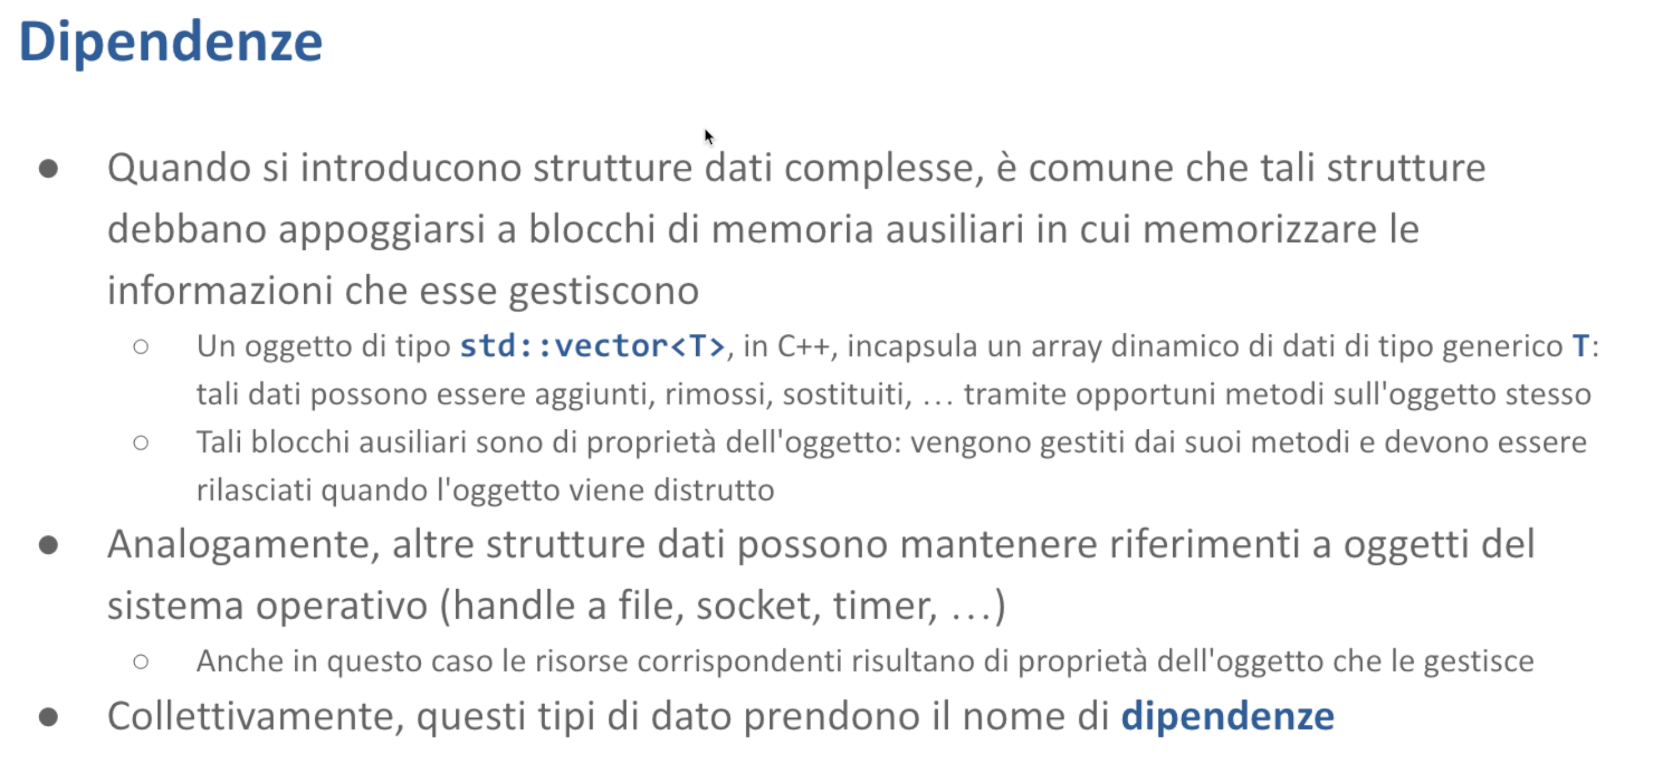 Dipendenze
● Quando si introducono strutture dati complesse, è comune che tali strutture
debbano appoggiarsi a blocchi di memoria ausiliari in cui memorizzare le
informazioni che esse gestiscono
○ Un oggetto di tipo std::vector<T>, in C++, incapsula un array dinamico di dati di tipo generico T:
tali dati possono essere aggiunti, rimossi, sostituiti, … tramite opportuni metodi sull'oggetto stesso
○ Tali blocchi ausiliari sono di proprietà dell'oggetto: vengono gestiti dai suoi metodi e devono essere
rilasciati quando l'oggetto viene distrutto
● Analogamente, altre strutture dati possono mantenere riferimenti a oggetti del
sistema operativo (handle a file, socket, timer, …)
○ Anche in questo caso le risorse corrispondenti risultano di proprietà dell'oggetto che le gestisce
● Collettivamente, questi tipi di dato prendono il nome di dipendenze